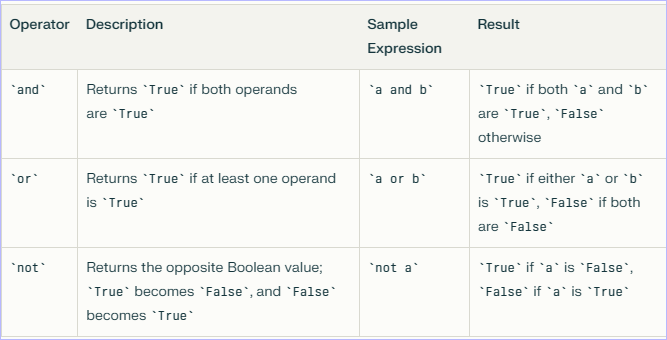 Operator Description Sample Expression Result
`and` Returns `True` if both operands are `True` `a and b` `True` if both `a` and `b` are `True`, `False` otherwise
`or` Returns `True` if at least one operand is `True` `a or b` `True` if either `a` or `b` is `True`, `False` if both are `False`
`not` Returns the opposite Boolean value; `True` becomes `False`, and `False` becomes `True` `not a` `True` if `a` is `False`, `False` if `a` is `True`